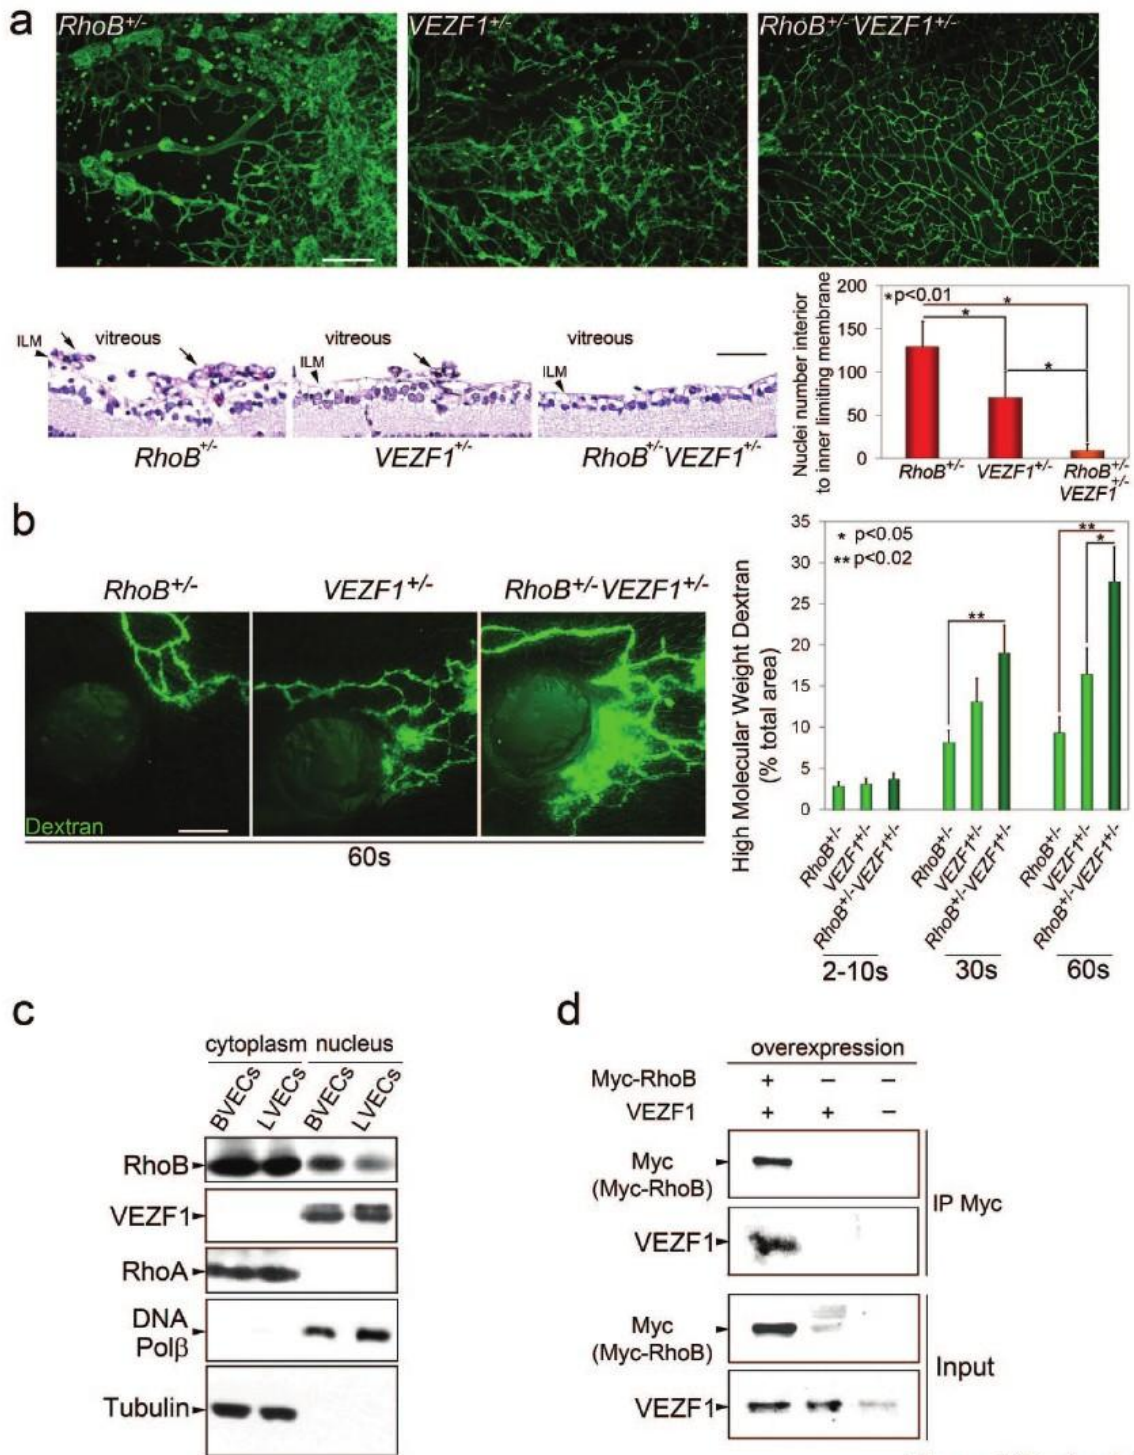 a
RhoB+/-
VEZF1+/-
RhoB+/- VEZF1+/-
ILM
vitreous
ILM
vitreous
ILM
vitreous
RhoB+/-
VEZF1+/-
RhoB+/-VEZF1+/-
Nuclei number interior
to inner limiting membrane
200
150
100
50
0
*p<0.01
*
*
*
RhoB+/-
VEZF1+/-
RhoB+/-
VEZF1+/-
b
RhoB+/-
VEZF1+/-
RhoB+/-VEZF1+/-
Dextran
60s
High Molecular Weight Dextran
(% total area)
35
30
25
20
15
10
5
0
* p<0.05
** p<0.02
**
**
*
RhoB+/-
VEZF1+/-
RhoB+/-VEZF1+/-
RhoB+/-
VEZF1+/-
RhoB+/-VEZF1+/-
RhoB+/-
VEZF1+/-
RhoB+/-VEZF1+/-
2-10s
30s
60s
c
cytoplasm nucleus
BVECs LVECs BVECs LVECs
RhoB
VEZF1
RhoA
DNA
Polβ
Tubulin
d
overexpression
Myc-RhoB + – –
VEZF1 + + –
Myc
(Myc-RhoB)
VEZF1
IP Myc
Myc
(Myc-RhoB)
VEZF1
Input